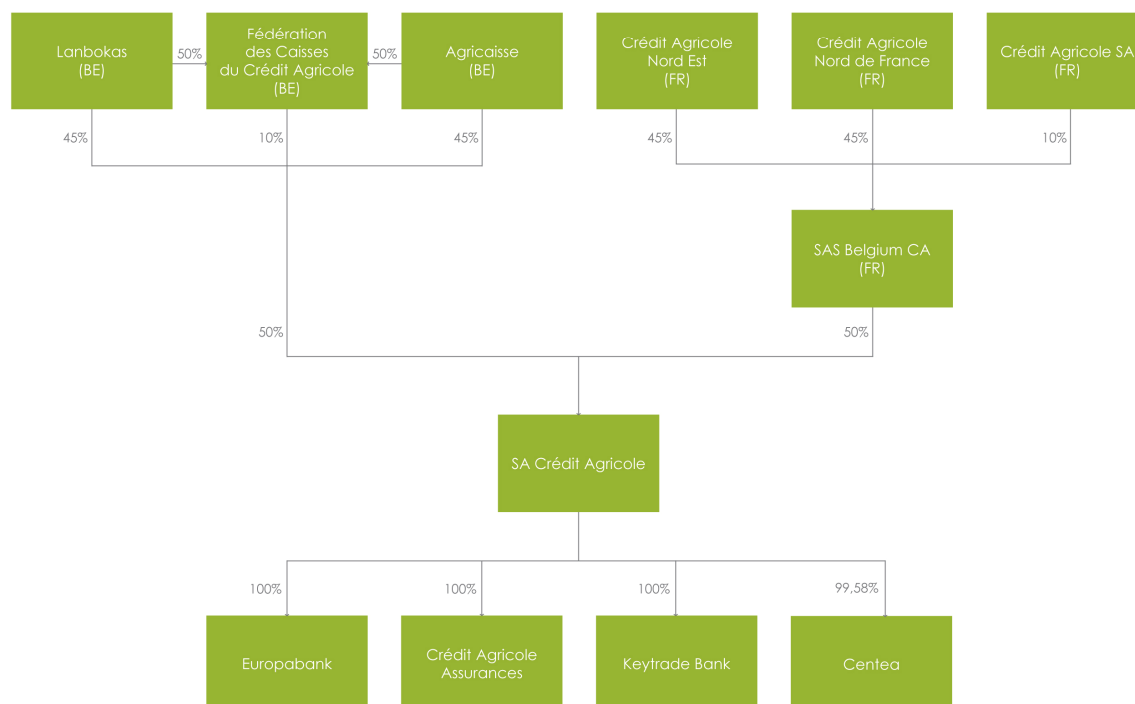 Lanbokas
(BE)
50%
Fédération
des Caisses
du Crédit Agricole
(BE)
50%
Agricaisse
(BE)
Crédit Agricole
Nord Est
(FR)
Crédit Agricole
Nord de France
(FR)
Crédit Agricole SA
(FR)
45%
10%
45%
45%
45%
10%
SAS Belgium CA
(FR)
50%
50%
SA Crédit Agricole
100%
100%
100%
99,58%
Europabank
Crédit Agricole
Assurances
Keytrade Bank
Centea